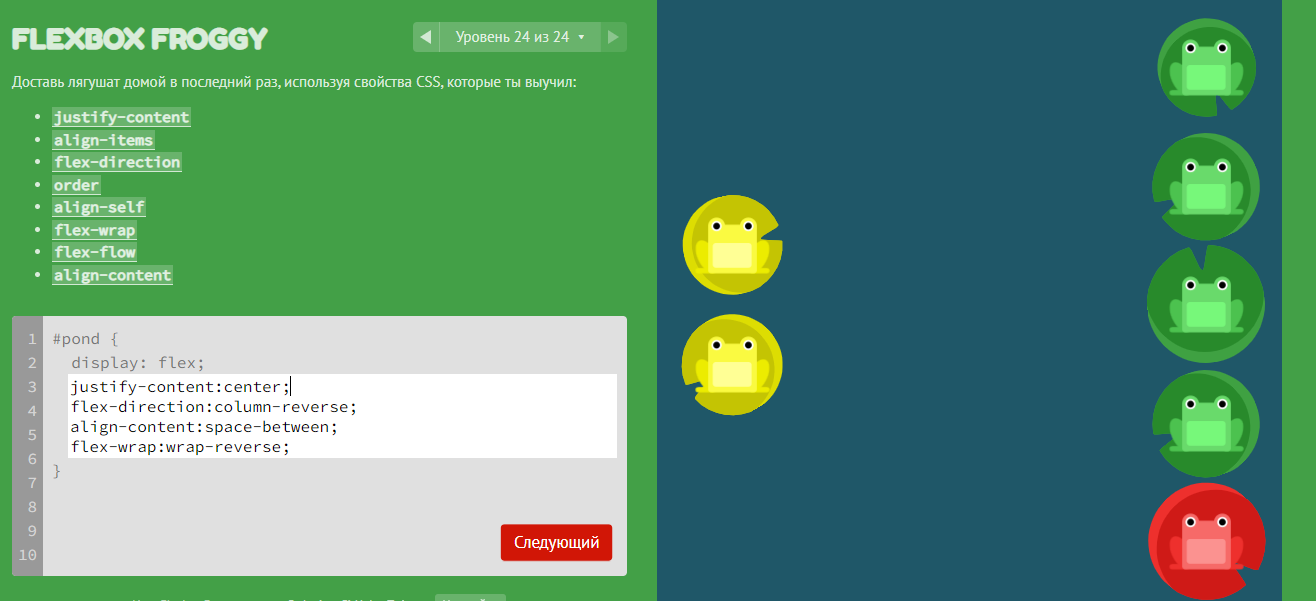 FLEXBOX FROGGY
◀ Уровень 24 из 24 ▾ ▶
Доставь лягушат домой в последний раз, используя свойства CSS, которые ты выучил:
• justify-content
• align-items
• flex-direction
• order
• align-self
• flex-wrap
• flex-flow
• align-content
1 #pond {
2 display: flex;
3 justify-content:center;
4 flex-direction:column-reverse;
5 align-content:space-between;
6 flex-wrap:wrap-reverse;
7 }
8
9
10
Следующий